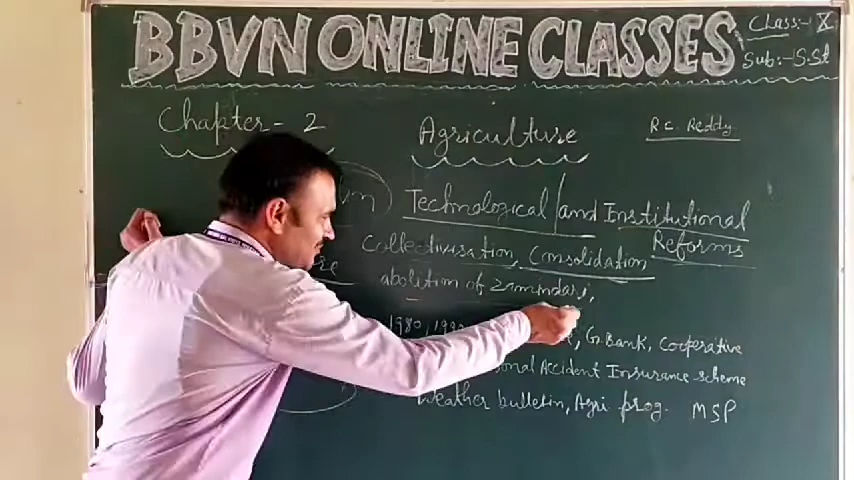 BBVN ONLINE CLASSES
Class:- X
Sub:- S.St
Chapter - 2
Agriculture
R.C. Reddy
Technological and Institutional
Reforms
Collectivisation, Consolidation
abolition of zamindari,
1980, 1990
G.Bank, Cooperative
Accident Insurance scheme
Weather bulletin, Agri prog. MSP